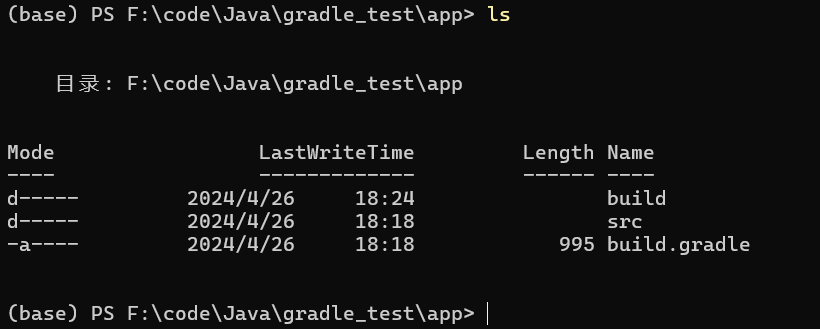 (base) PS F:\code\Java\gradle_test\app> ls
目录: F:\code\Java\gradle_test\app
Mode                 LastWriteTime         Length Name
----                 -------------         ------ ----
d-----         2024/4/26     18:24                build
d-----         2024/4/26     18:18                src
-a----         2024/4/26     18:18            995 build.gradle
(base) PS F:\code\Java\gradle_test\app>